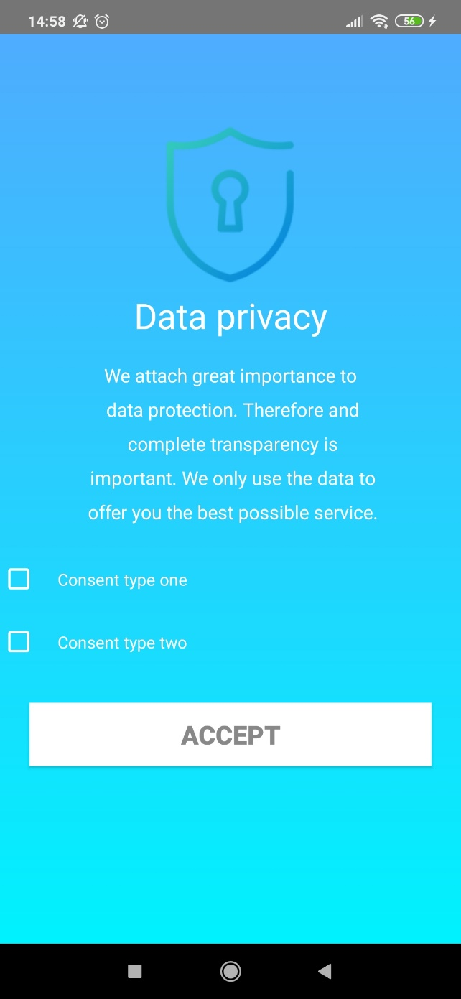 14:58
56
Data privacy
We attach great importance to
data protection. Therefore and
complete transparency is
important. We only use the data to
offer you the best possible service.
Consent type one
Consent type two
ACCEPT